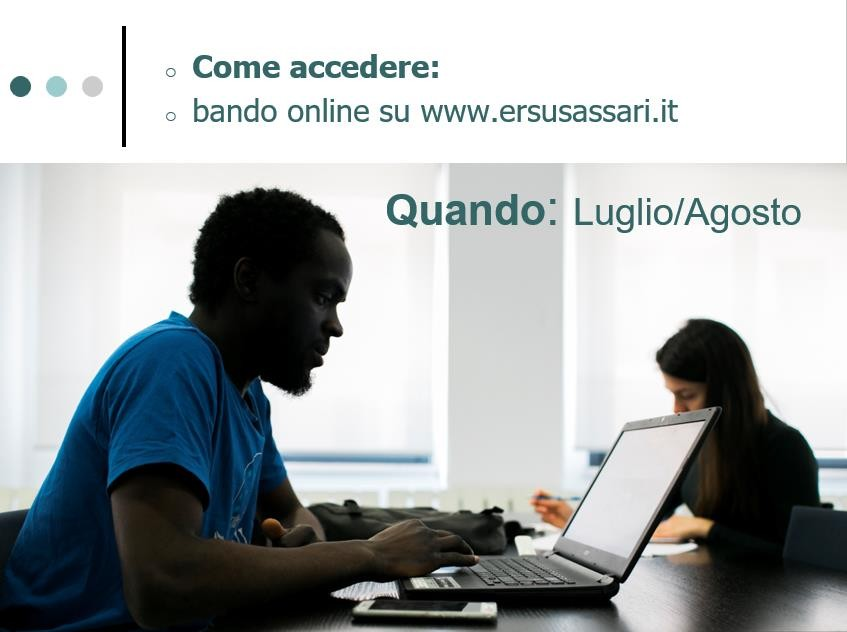 Come accedere:
bando online su www.ersusassari.it
Quando: Luglio/Agosto